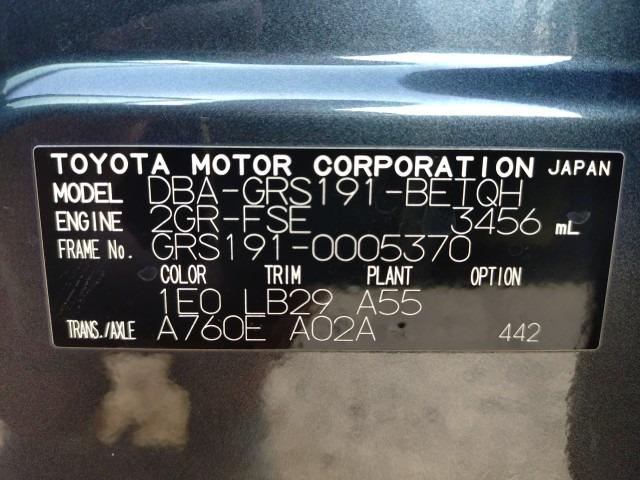 TOYOTA MOTOR CORPORATION JAPAN
MODEL DBA-GRS191-BETQH
ENGINE 2GR-FSE 3456 mL
FRAME No. GRS191-0005370
COLOR TRIM PLANT OPTION
1E0 LB29 A55
TRANS./AXLE A760E A02A 442